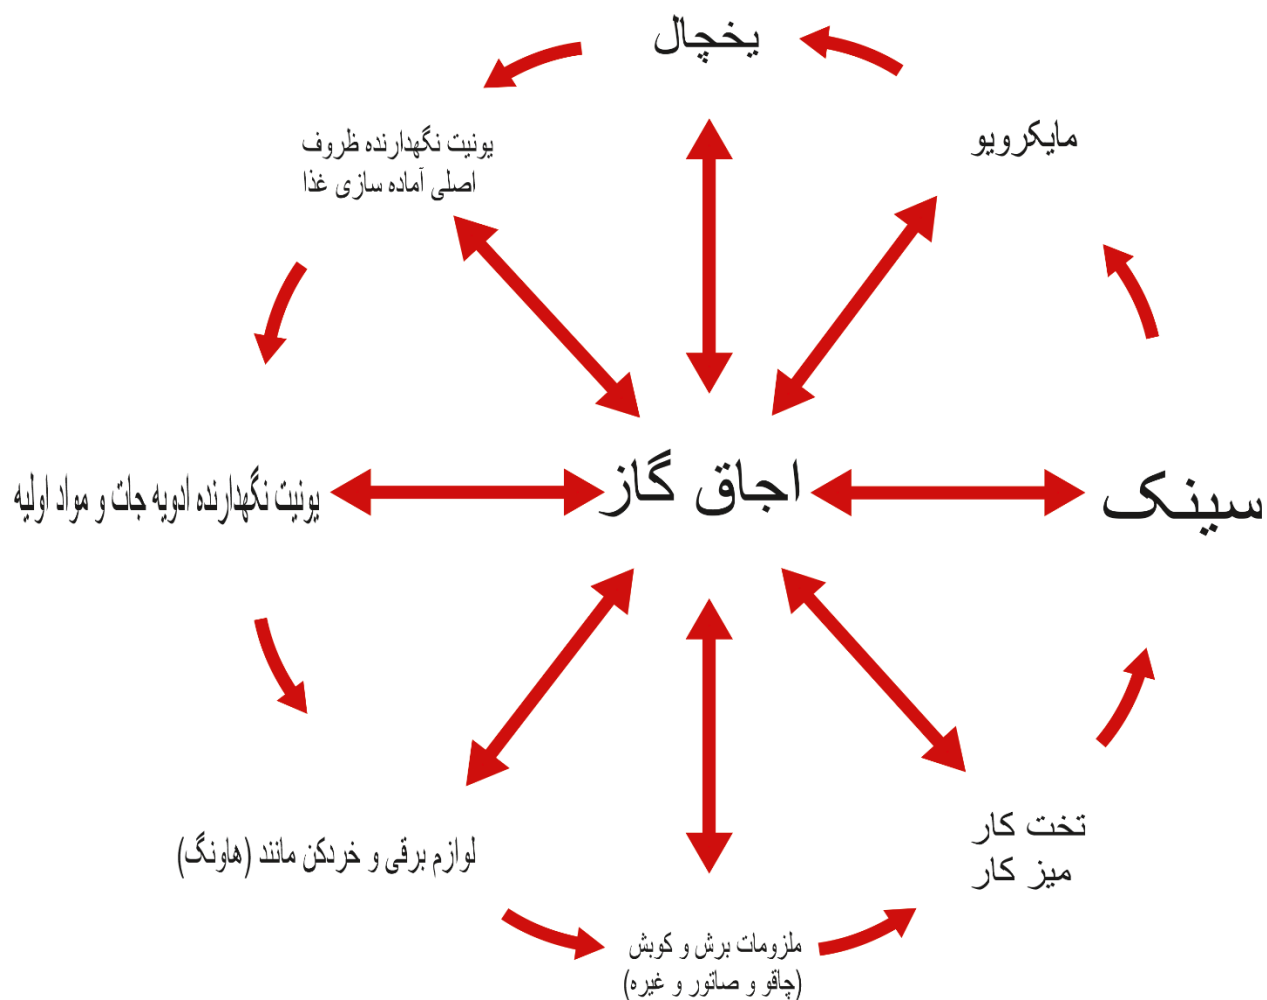 یخچال
مایکرویو
یونیت نگهدارنده ظروف
اصلی آماده سازی غذا
سینک
اجاق گاز
یونیت نگهدارنده ادویه جات و مواد اولیه
تخت کار
میز کار
لوازم برقی و خردکن مانند (هاونگ)
ملزومات برش و کوبش
(چاقو و صاتور و غیره)